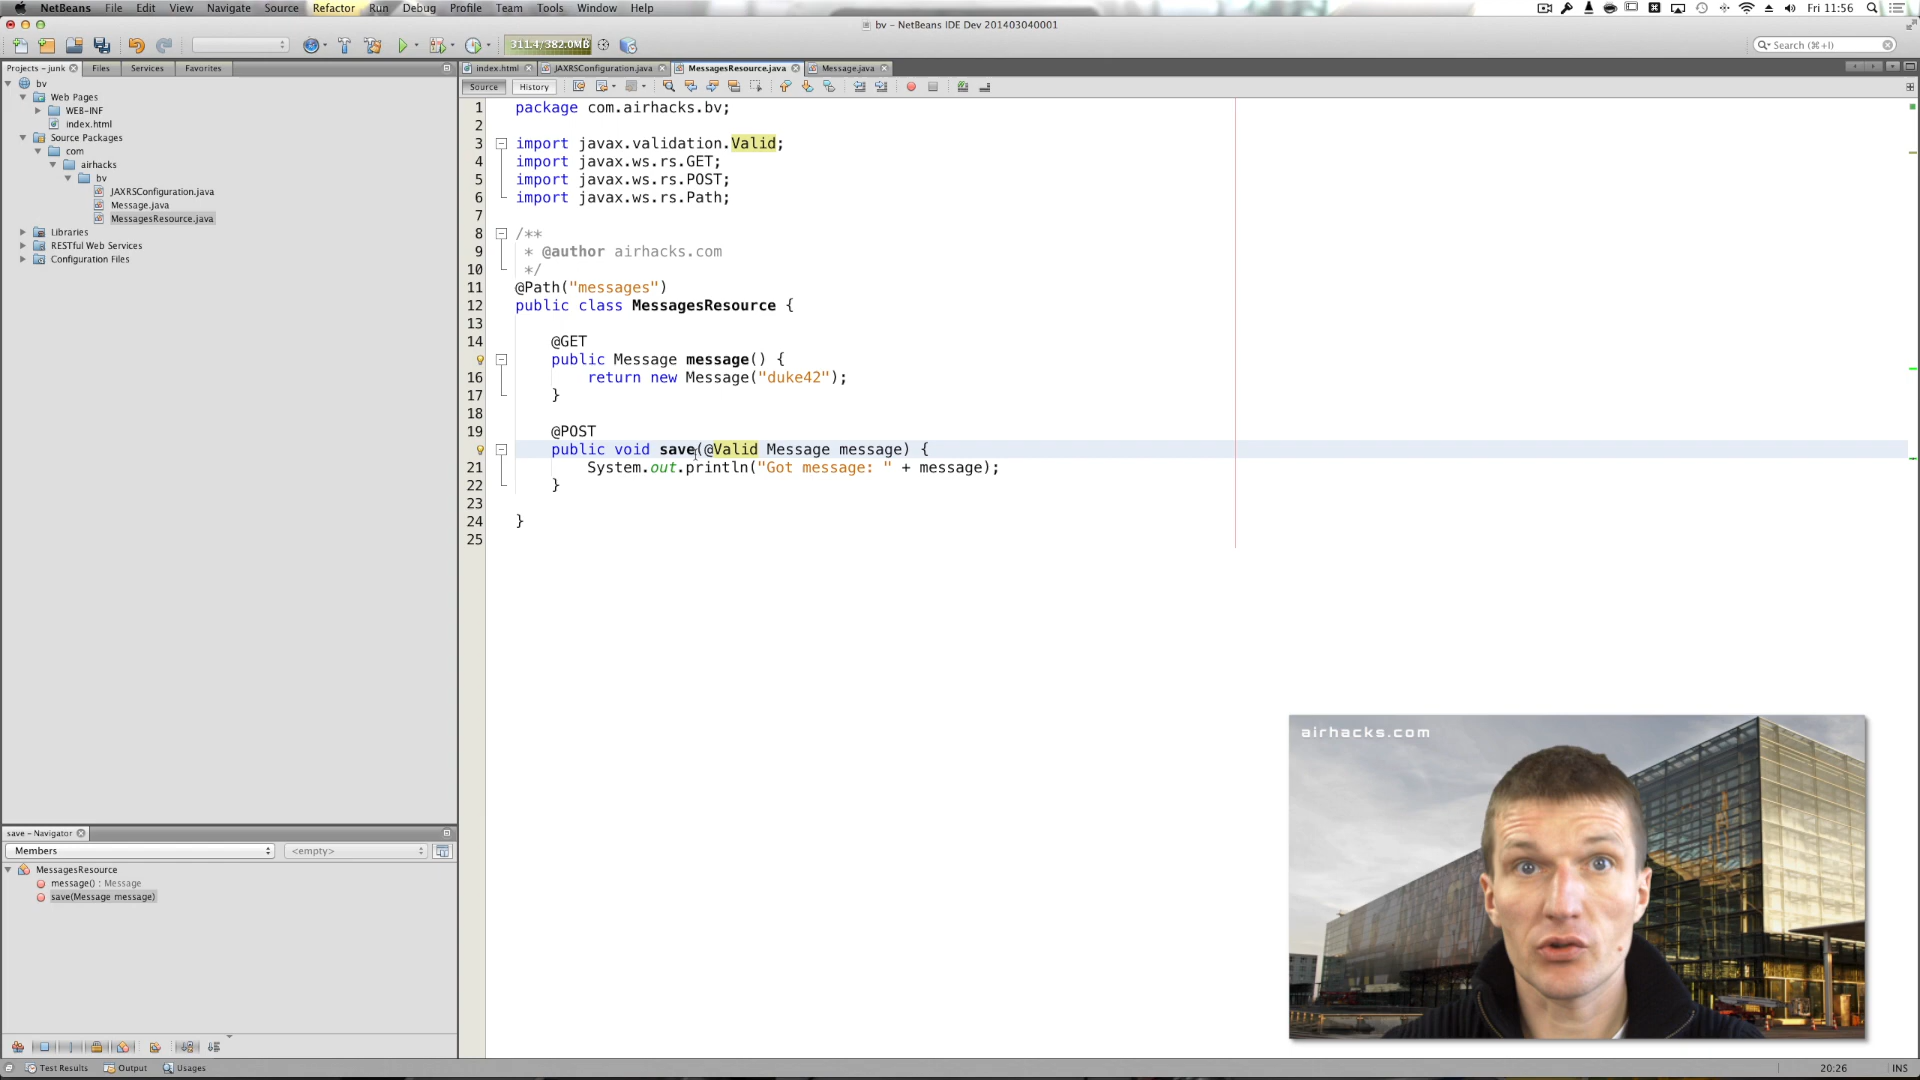 NetBeans File Edit View Navigate Source Refactor Run Debug Profile Team Tools Window Help Fri 11:56
bv – NetBeans IDE Dev 201403040001
311.4/382.0MB Search (⌘+I)
Projects – junk Files Services Favorites
index.html JAXRSConfiguration.java MessagesResource.java Message.java
Source History
bv
Web Pages
WEB-INF
index.html
Source Packages
com
airhacks
bv
JAXRSConfiguration.java
Message.java
MessagesResource.java
Libraries
RESTful Web Services
Configuration Files
1 package com.airhacks.bv;
2
3 import javax.validation.Valid;
4 import javax.ws.rs.GET;
5 import javax.ws.rs.POST;
6 import javax.ws.rs.Path;
7
8 /**
9 * @author airhacks.com
10 */
11 @Path("messages")
12 public class MessagesResource {
13
14 @GET
public Message message() {
16 return new Message("duke42");
17 }
18
19 @POST
public void save(@Valid Message message) {
21 System.out.println("Got message: " + message);
22 }
23
24 }
25
save – Navigator
Members <empty>
MessagesResource
message() : Message
save(Message message)
airhacks.com
Test Results Output Usages 20:26 INS